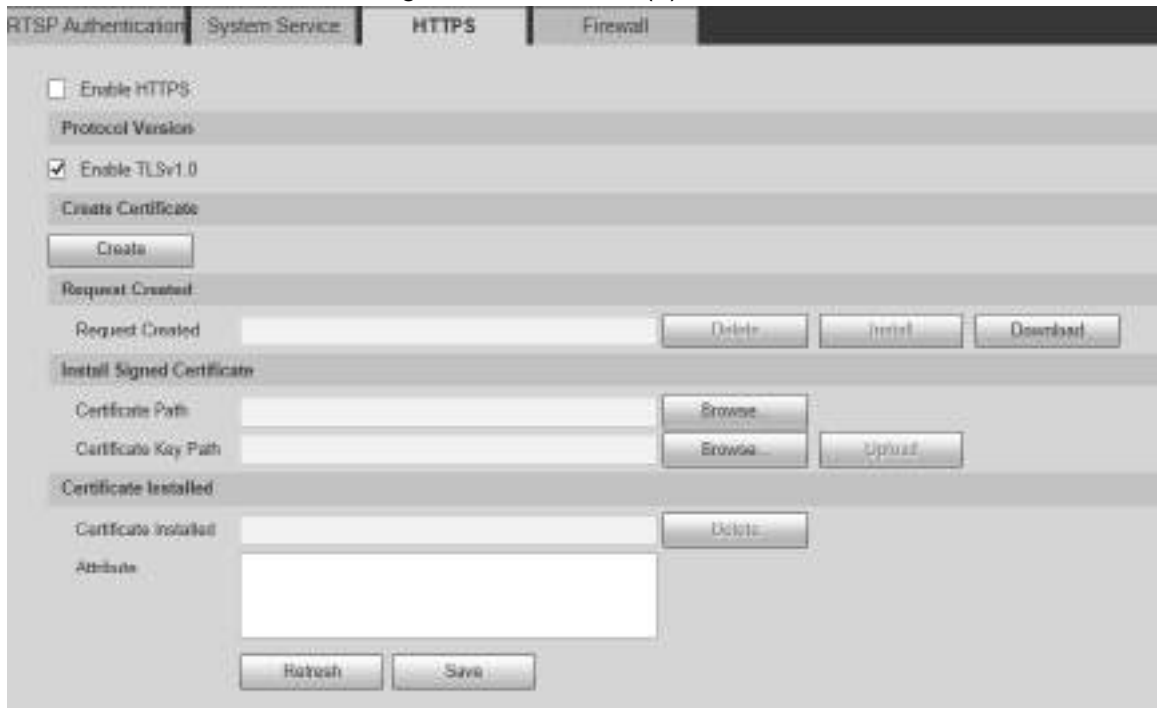 RTSP Authentication System Service HTTPS Firewall
Enable HTTPS
Protocol Version
Enable TLSv1.0
Create Certificate
Create
Request Created
Request Created Delete Install Download
Install Signed Certificate
Certificate Path Browse...
Certificate Key Path Browse... Upload
Certificate Installed
Certificate Installed Delete
Attribute
Refresh Save